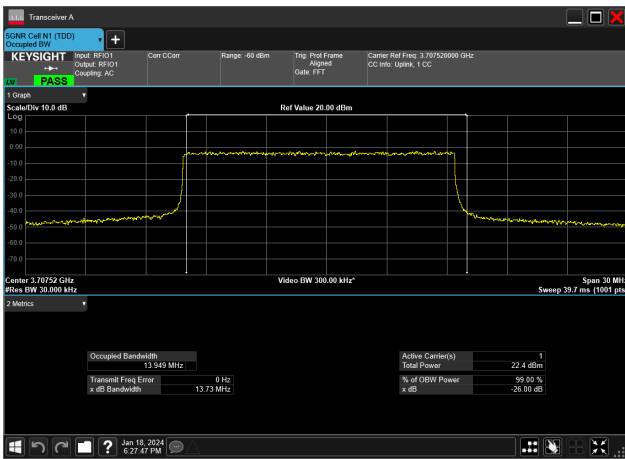 Transceiver A
5GNR Cell N1 (TDD)
Occupied BW
KEYSIGHT Input: RFIO1 Corr CCorr Range: -60 dBm Trig: Prot Frame Carrier Ref Freq: 3.707520000 GHz
Output: RFIO1 Aligned CC Info: Uplink, 1 CC
PASS Coupling: AC Gate: FFT
1 Graph
Scale/Div 10.0 dB Ref Value 20.00 dBm
Log
10.0
0.00
-10.0
-20.0
-30.0
-40.0
-50.0
-60.0
-70.0
Center 3.70752 GHz Video BW 300.00 kHz* Span 30 MHz
#Res BW 30.000 kHz Sweep 39.7 ms (1001 pts
2 Metrics
Occupied Bandwidth Active Carrier(s) 1
13.949 MHz Total Power 22.4 dBm
Transmit Freq Error 0 Hz % of OBW Power 99.00 %
x dB Bandwidth 13.73 MHz x dB -26.00 dB
? Jan 18, 2024
6:27:47 PM